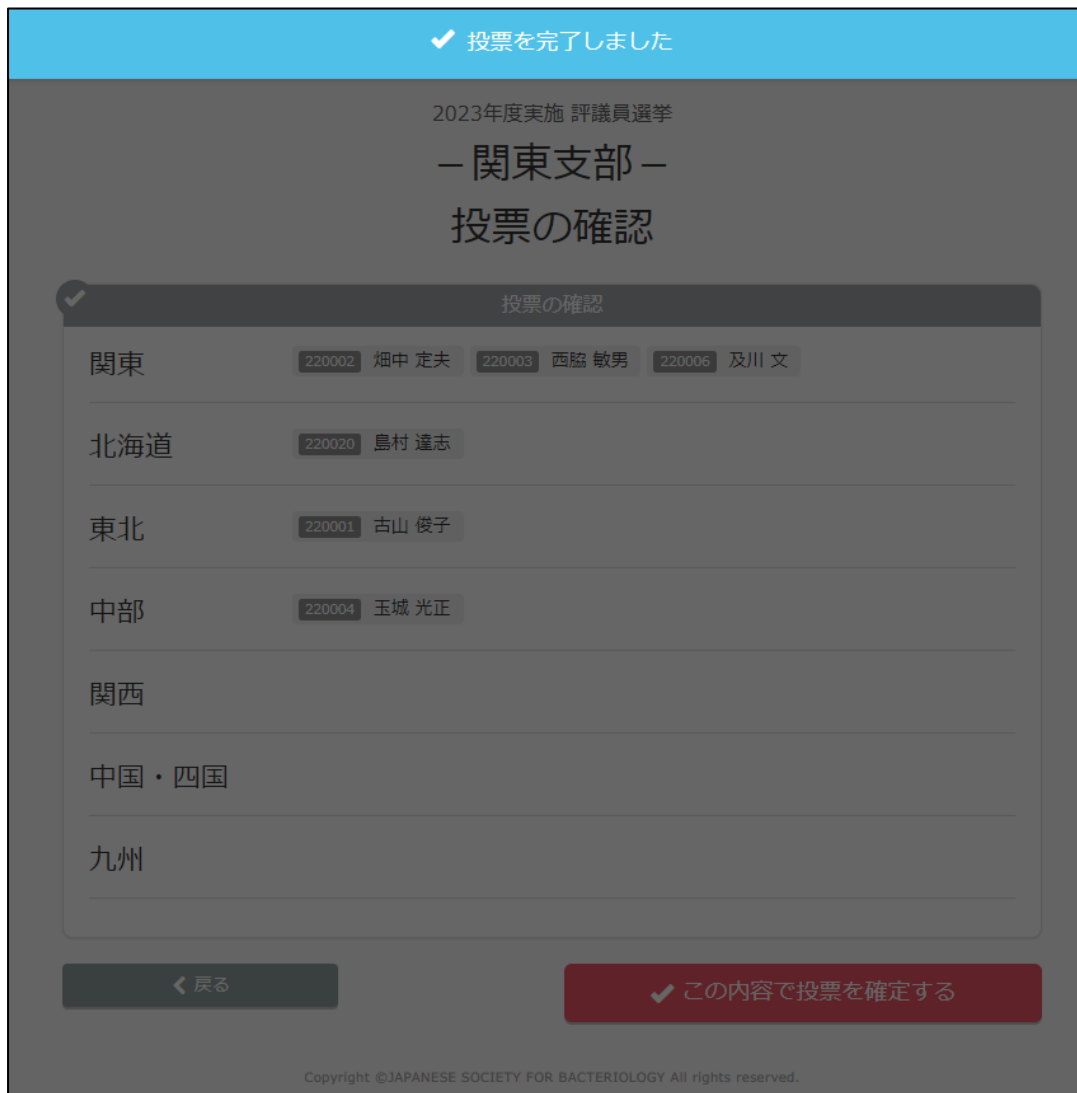 投票を完了しました
2023年度実施 評議員選挙
– 関東支部 –
投票の確認
投票の確認
関東 220002 畑中 定夫 220003 西脇 敏男 220006 及川 文
北海道 220020 島村 達志
東北 220001 古山 俊子
中部 220004 玉城 光正
関西
中国・四国
九州
戻る この内容で投票を確定する
Copyright ©JAPANESE SOCIETY FOR BACTERIOLOGY All rights reserved.